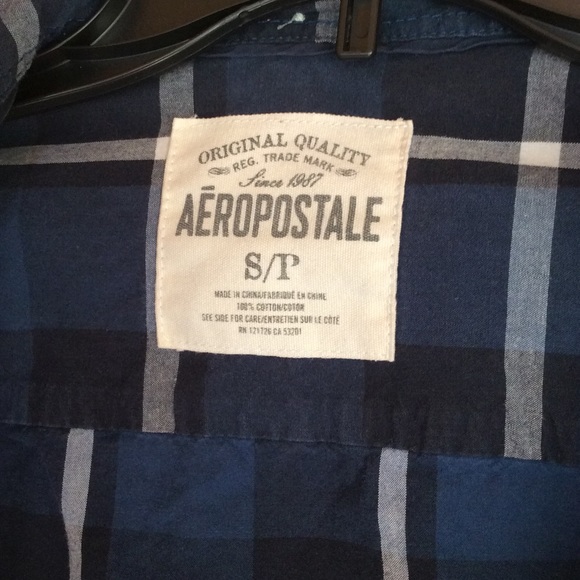 ORIGINAL QUALITY
REG. TRADE MARK
Since 1987
AÉROPOSTALE
S/P
MADE IN CHINA/FABRIQUÉ EN CHINE
100% COTTON/COTON
SEE SIDE FOR CARE/ENTRETIEN SUR LE CÔTÉ
RN 121726 CA 53201